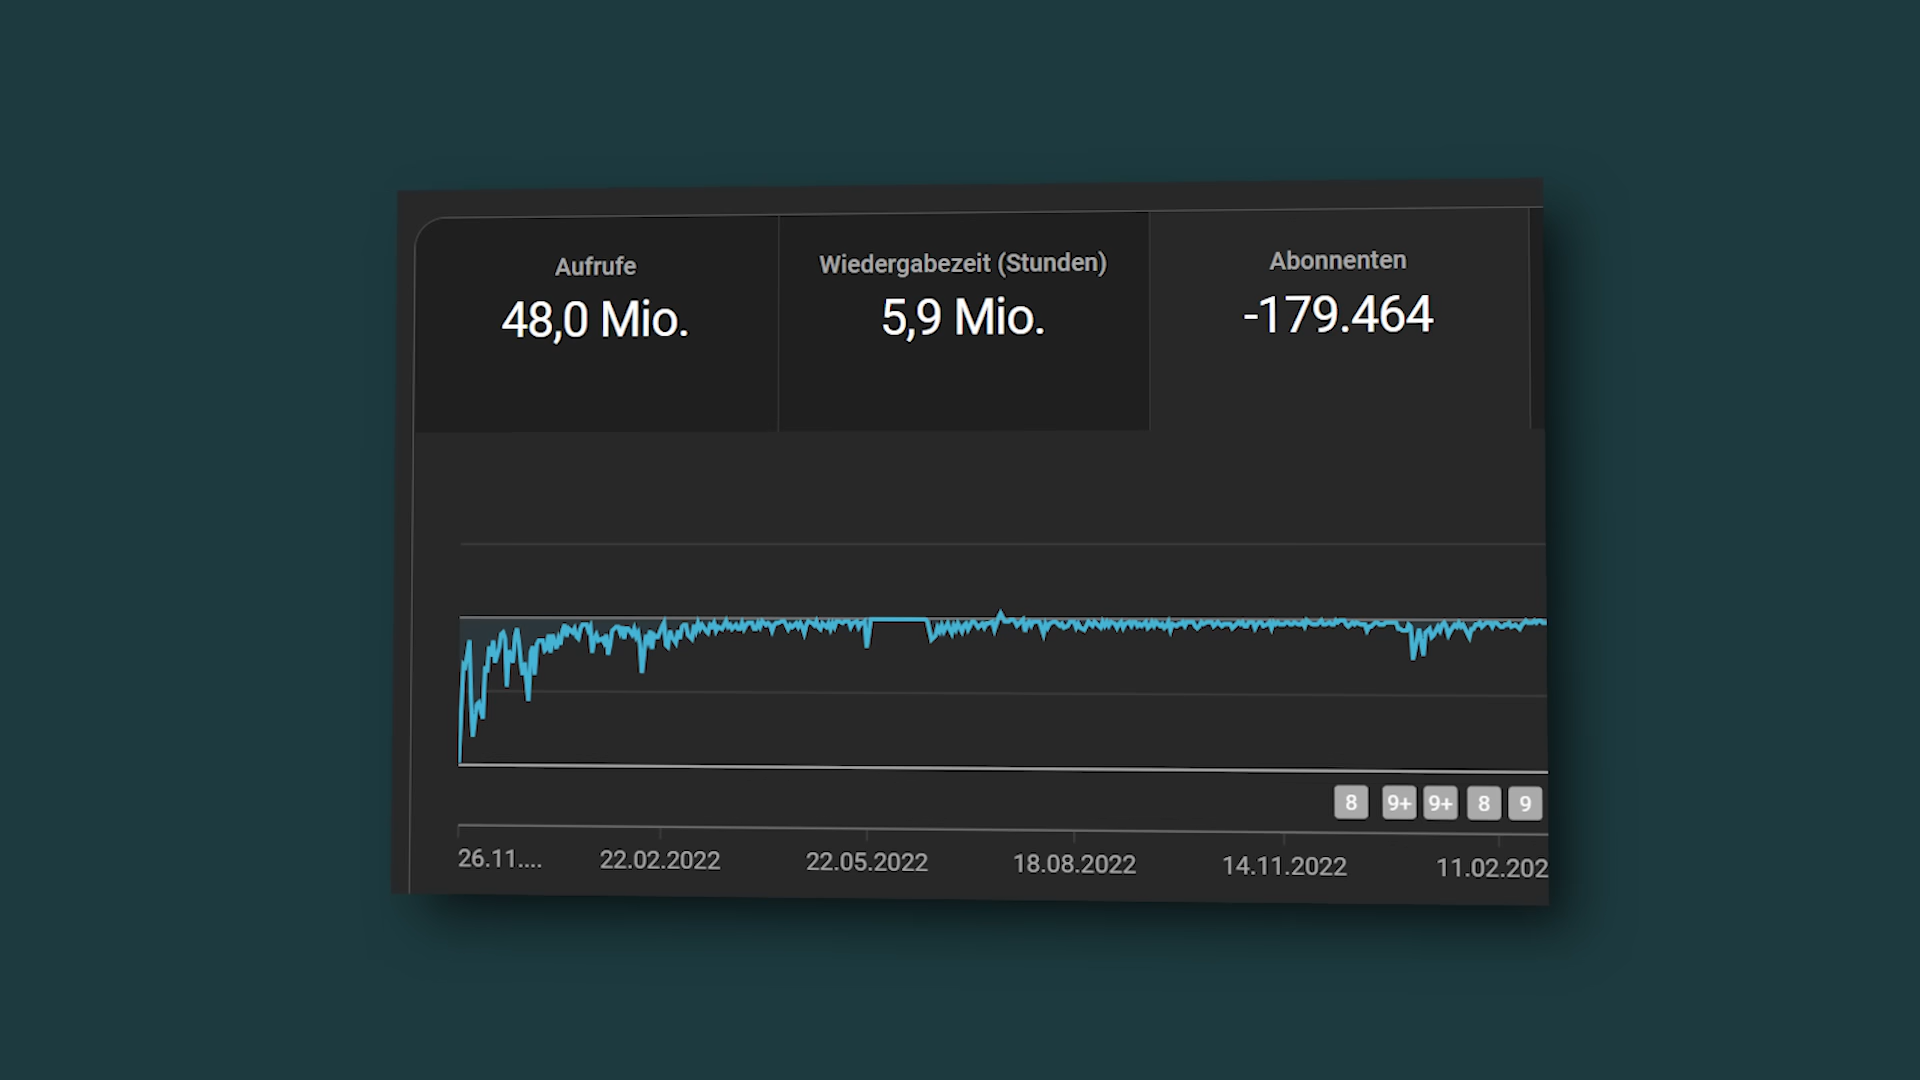 Aufrufe
48,0 Mio.
Wiedergabezeit (Stunden)
5,9 Mio.
Abonnenten
-179.464
8 9+ 9+ 8 9
26.11.... 22.02.2022 22.05.2022 18.08.2022 14.11.2022 11.02.202